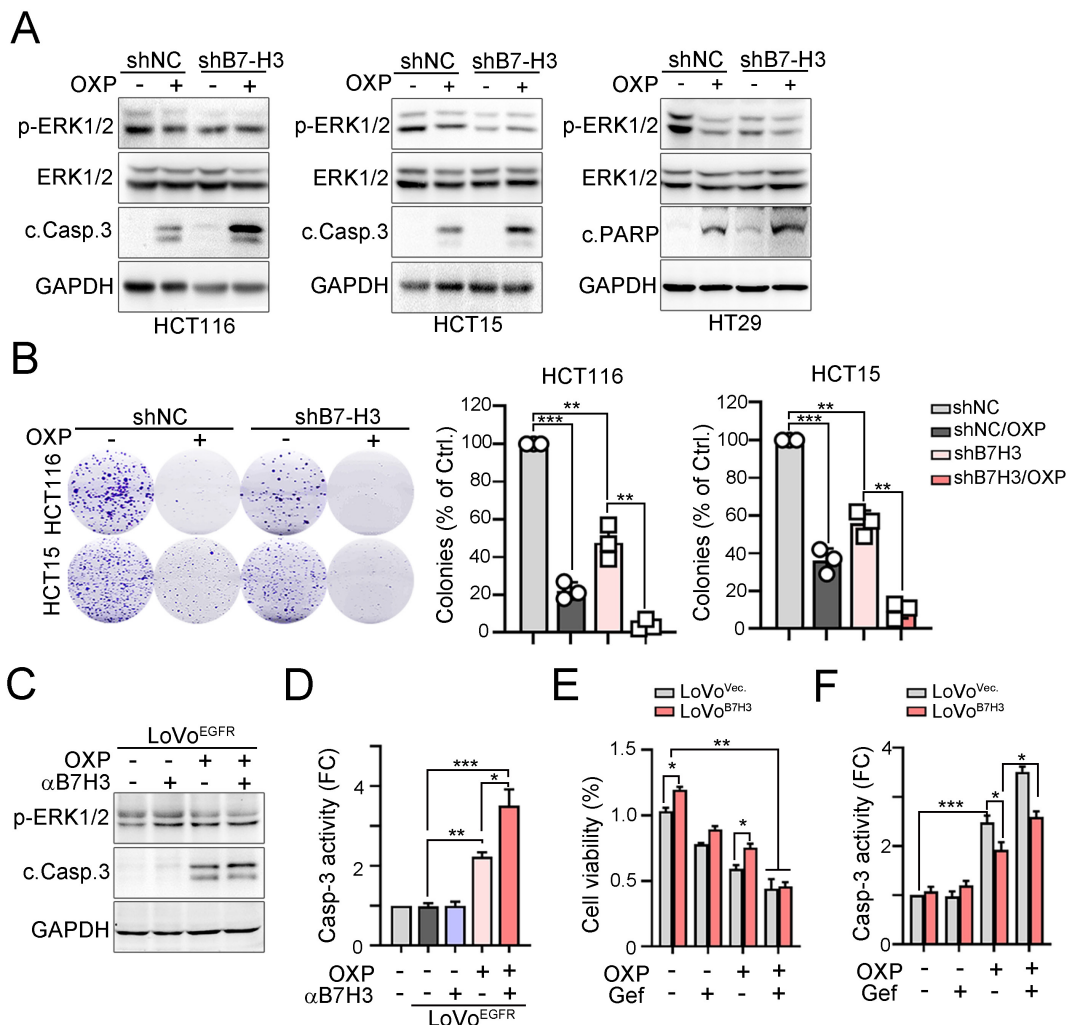 A
shNC shB7-H3
OXP - + - +
p-ERK1/2
ERK1/2
c.Casp.3
GAPDH
HCT116
shNC shB7-H3
OXP - + - +
p-ERK1/2
ERK1/2
c.Casp.3
GAPDH
HCT15
shNC shB7-H3
OXP - + - +
p-ERK1/2
ERK1/2
c.PARP
GAPDH
HT29
B
shNC shB7-H3
OXP - + - +
HCT116
HCT15
HCT116
Colonies (% of Ctrl.)
120
100
80
60
40
20
0
**
***
**
HCT15
Colonies (% of Ctrl.)
120
100
80
60
40
20
0
**
***
**
shNC
shNC/OXP
shB7H3
shB7H3/OXP
C
LoVoEGFR
OXP - - + +
αB7H3 - + - +
p-ERK1/2
c.Casp.3
GAPDH
D
Casp-3 activity (FC)
4
2
0
***
*
**
OXP - - - + +
αB7H3 - - + - +
LoVoEGFR
E
LoVoVec.
LoVoB7H3
Cell viability (%)
1.5
1.0
0.5
0
**
*
*
OXP - - + +
Gef - + - +
F
LoVoVec.
LoVoB7H3
Casp-3 activity (FC)
4
2
1
0
*
***
*
OXP - - + +
Gef - + - +